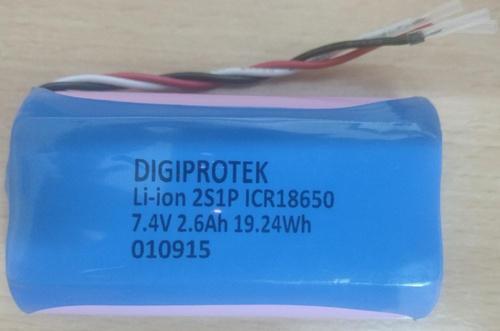 DIGIPROTEK
Li-ion 2S1P ICR18650
7.4V 2.6Ah 19.24Wh
010915